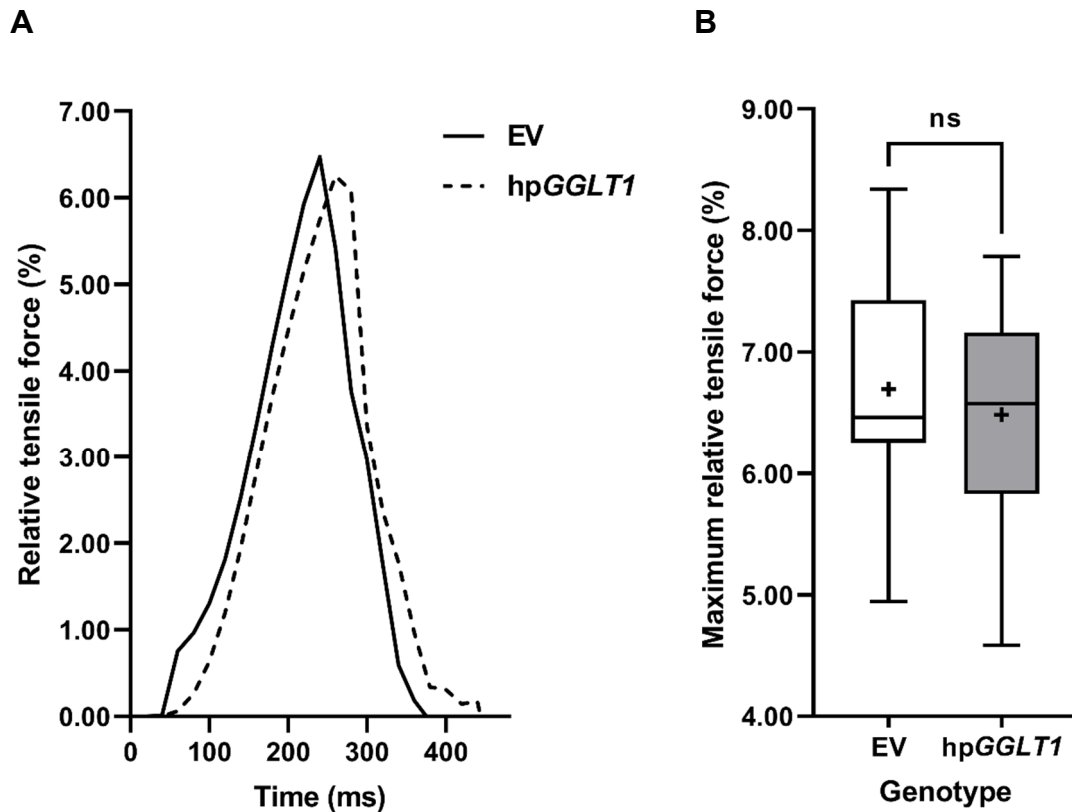 A
Relative tensile force (%)
7.00
6.00
5.00
4.00
3.00
2.00
1.00
0.00
0 100 200 300 400
Time (ms)
EV
hpGGLT1
B
Maximum relative tensile force (%)
9.00
8.00
7.00
6.00
5.00
4.00
ns
EV hpGGLT1
Genotype